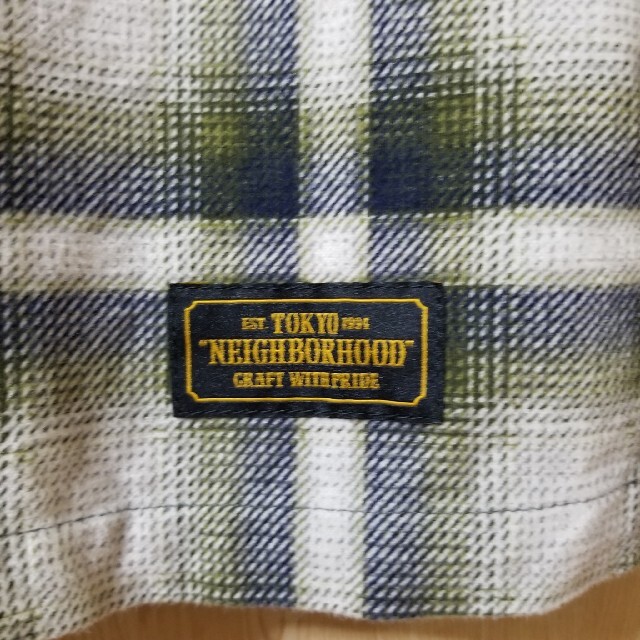 EST TOKYO 1994
"NEIGHBORHOOD"
CRAFT WITH PRIDE